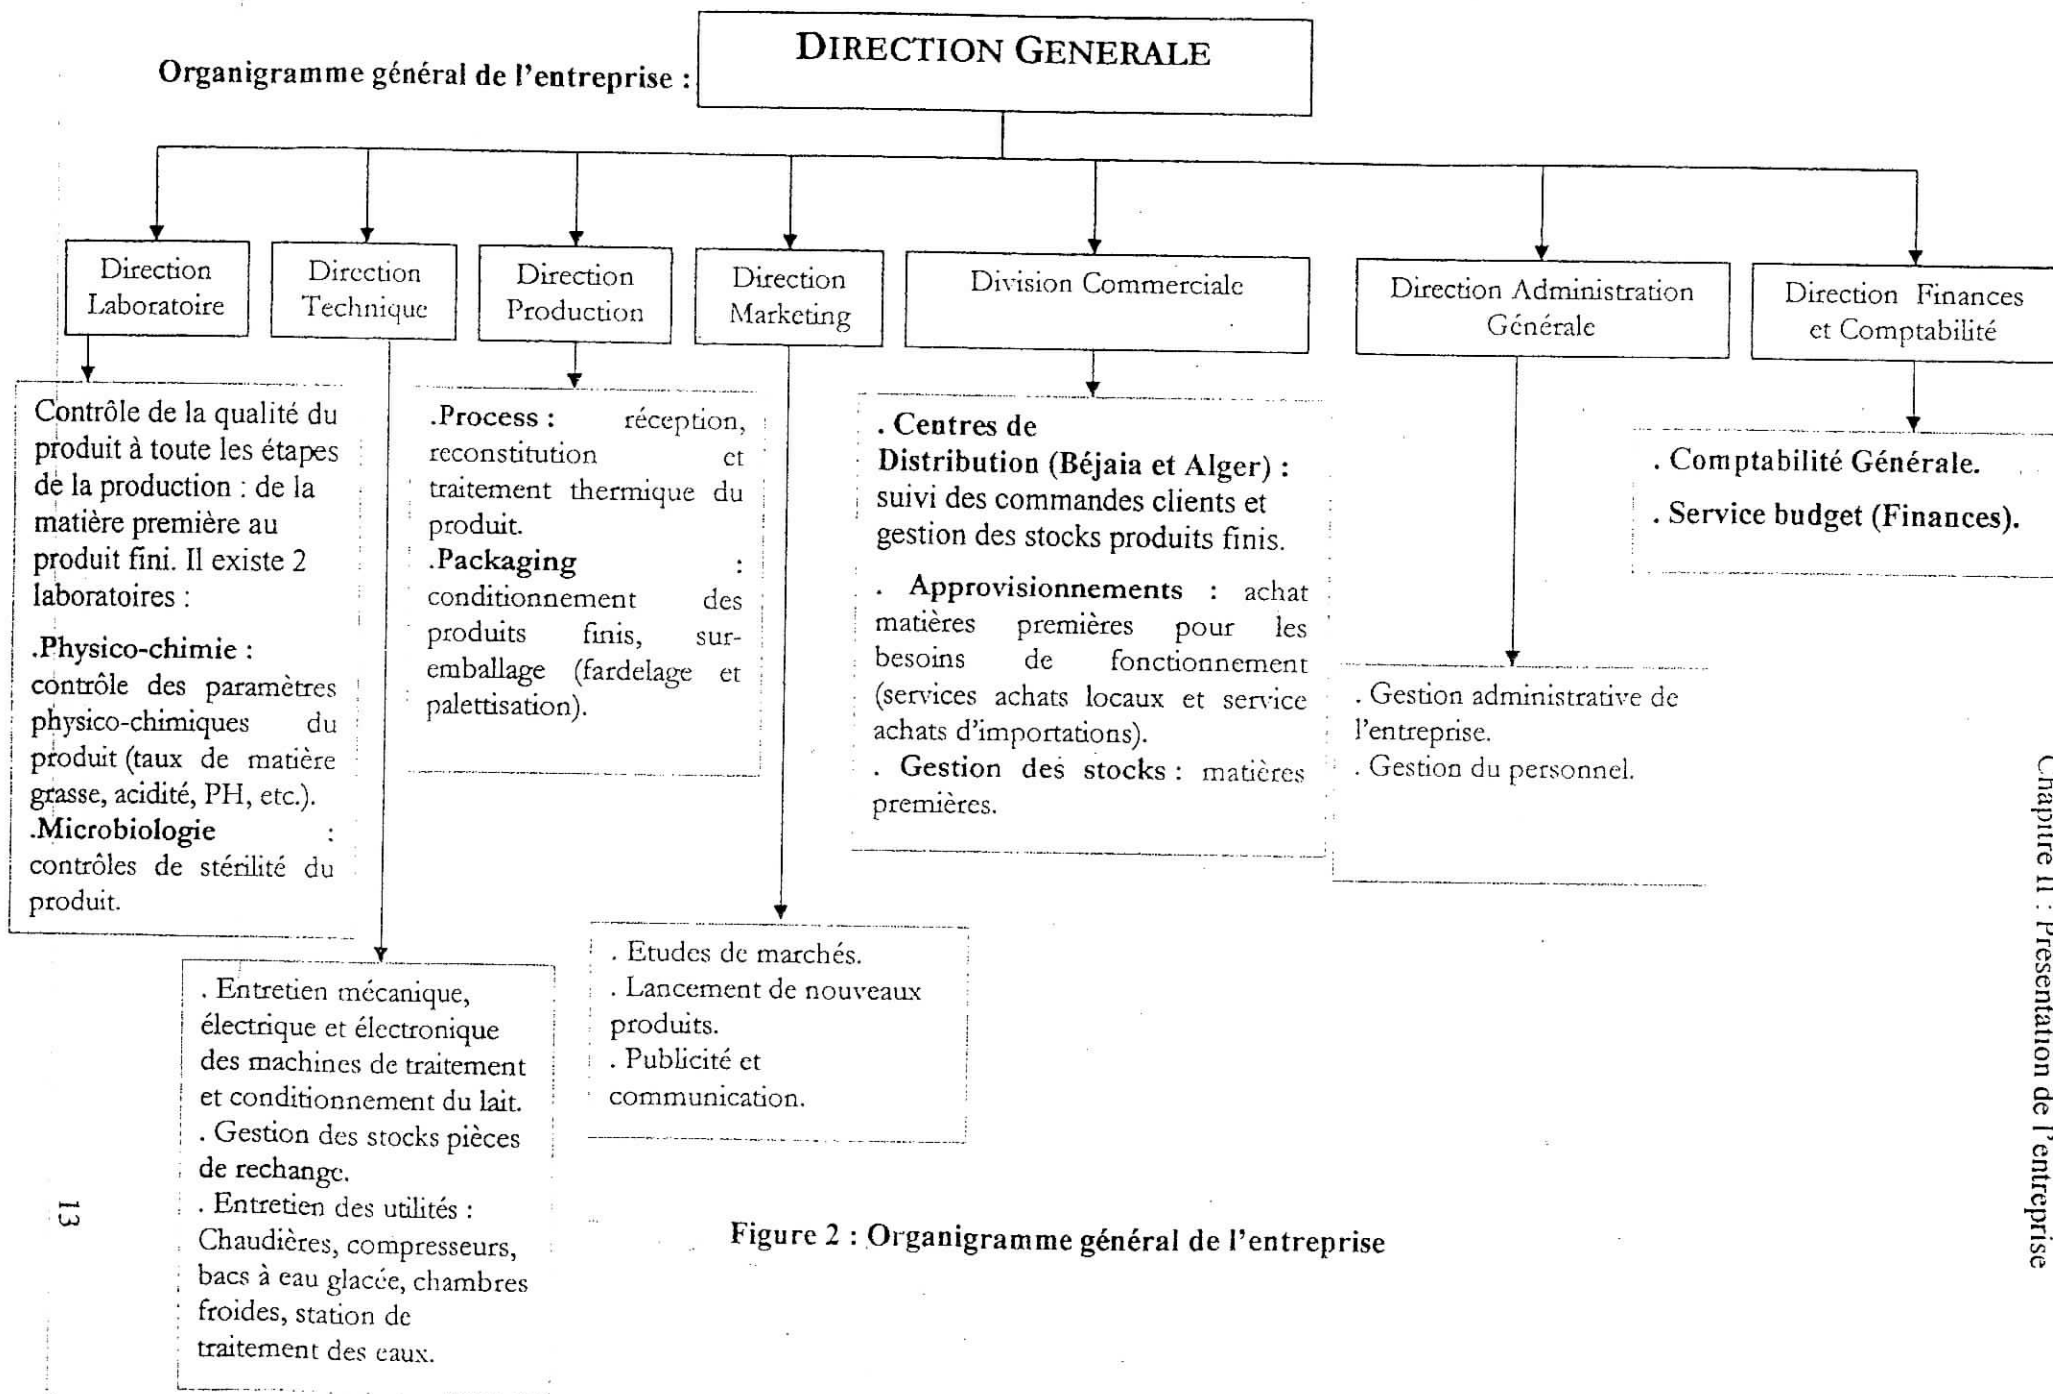 Organigramme général de l'entreprise :
DIRECTION GENERALE
Direction
Laboratoire
Direction
Technique
Direction
Production
Direction
Marketing
Division Commerciale
Direction Administration
Générale
Direction Finances
et Comptabilité
Contrôle de la qualité du
produit à toute les étapes
de la production : de la
matière première au
produit fini. Il existe 2
laboratoires :
.Physico-chimie :
contrôle des paramètres
physico-chimiques du
produit (taux de matière
grasse, acidité, PH, etc.).
.Microbiologie :
contrôles de stérilité du
produit.
.Process : réception,
reconstitution et
traitement thermique du
produit.
.Packaging :
conditionnement des
produits finis, sur-
emballage (fardelage et
palettisation).
. Centres de
Distribution (Béjaia et Alger) :
suivi des commandes clients et
gestion des stocks produits finis.
. Approvisionnements : achat
matières premières pour les
besoins de fonctionnement
(services achats locaux et service
achats d'importations).
. Gestion des stocks : matières
premières.
. Gestion administrative de
l'entreprise.
. Gestion du personnel.
. Comptabilité Générale.
. Service budget (Finances).
. Entretien mécanique,
électrique et électronique
des machines de traitement
et conditionnement du lait.
. Gestion des stocks pièces
de rechange.
. Entretien des utilités :
Chaudières, compresseurs,
bacs à eau glacée, chambres
froides, station de
traitement des eaux.
. Etudes de marchés.
. Lancement de nouveaux
produits.
. Publicité et
communication.
Figure 2 : Organigramme général de l'entreprise
Chapitre II : Présentation de l'entreprise
13